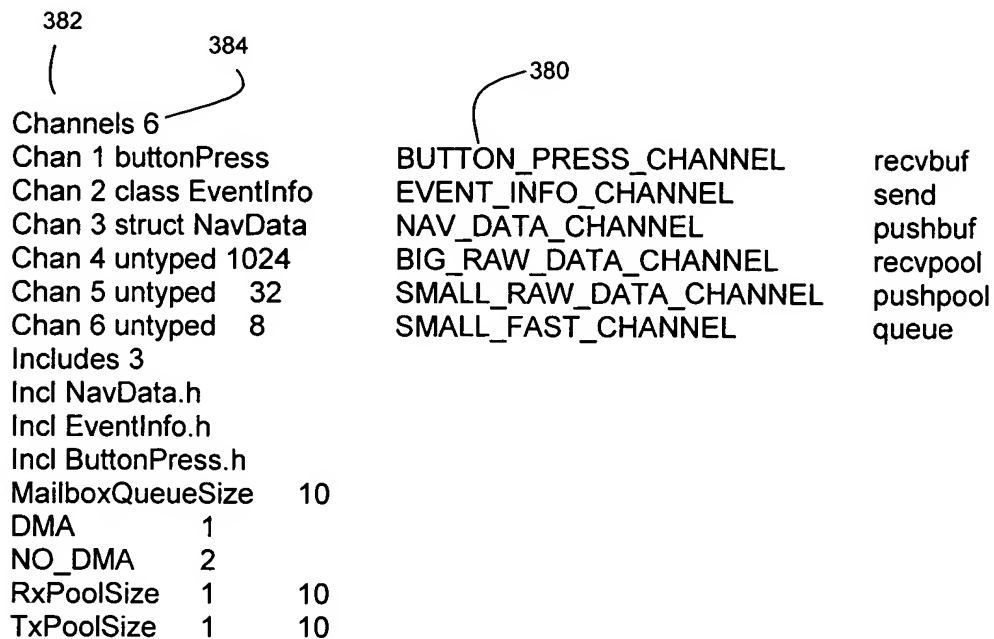 382
384
380
Channels 6
Chan 1 buttonPress BUTTON_PRESS_CHANNEL recvbuf
Chan 2 class EventInfo EVENT_INFO_CHANNEL send
Chan 3 struct NavData NAV_DATA_CHANNEL pushbuf
Chan 4 untyped 1024 BIG_RAW_DATA_CHANNEL recvpool
Chan 5 untyped 32 SMALL_RAW_DATA_CHANNEL pushpool
Chan 6 untyped 8 SMALL_FAST_CHANNEL queue
Includes 3
Incl NavData.h
Incl EventInfo.h
Incl ButtonPress.h
MailboxQueueSize 10
DMA 1
NO_DMA 2
RxPoolSize 1 10
TxPoolSize 1 10